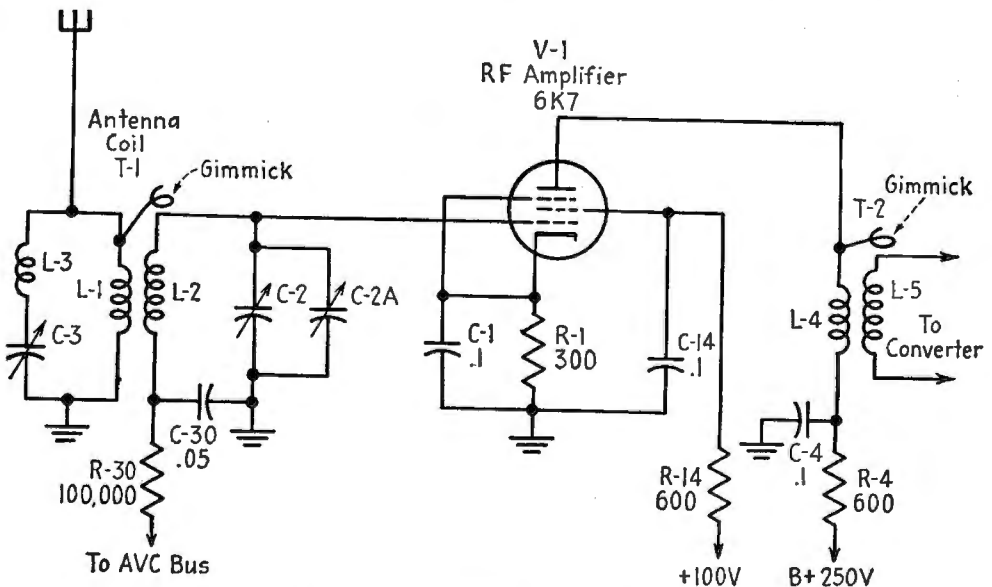 V-1
RF Amplifier
6K7
Antenna
Coil
T-1
Gimmick
Gimmick
T-2
L-3
L-1
L-2
C-2
C-2A
L-5
L-4
C-3
C-1
.1
R-1
300
C-14
.1
To
Converter
C-30
.05
C-4
.1
R-30
100,000
R-14
600
R-4
600
To AVC Bus
+100V
B+250V